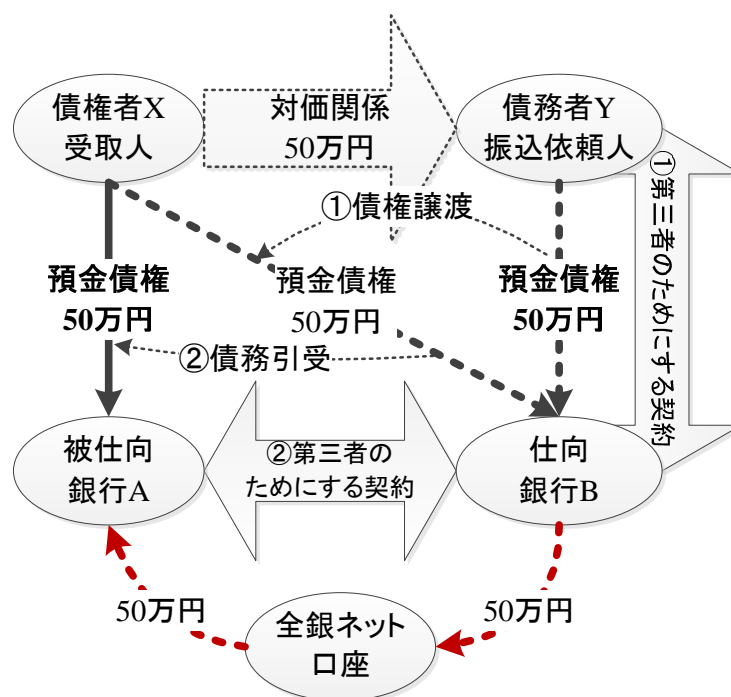 債権者X
受取人
対価関係
50万円
債務者Y
振込依頼人
①第三者のためにする契約
①債権譲渡
預金債権
50万円
預金債権
50万円
預金債権
50万円
②債務引受
被仕向
銀行A
②第三者の
ためにする契約
仕向
銀行B
50万円
50万円
全銀ネット
口座